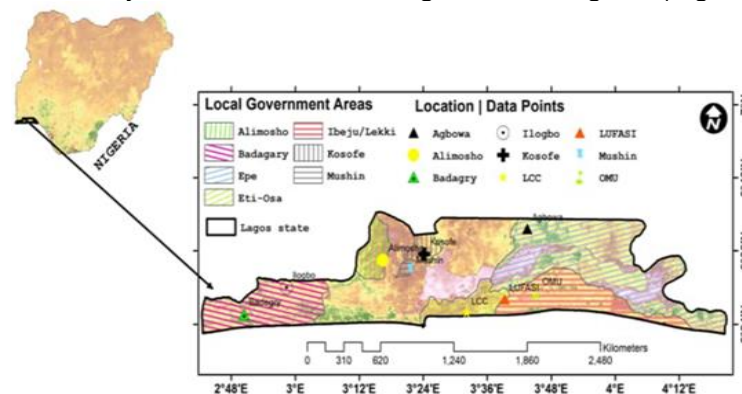 NIGERIA
Local Government Areas
Alimosho
Badagary
Epe
Eti-Osa
Ibeju/Lekki
Kosofe
Mushin
Lagos state
Location | Data Points
Agbowa
Alimosho
Badagry
Ilogbo
Kosofe
LCC
LUFASI
Mushin
OMU
N
Agbowa
Alimosho
Kosofe
Mushin
Ilogbo
Badagry
LCC
LUFASI
OMU
Kilometers
0 310 620 1,240 1,860 2,480
2°48'E 3°E 3°12'E 3°24'E 3°36'E 3°48'E 4°E 4°12'E